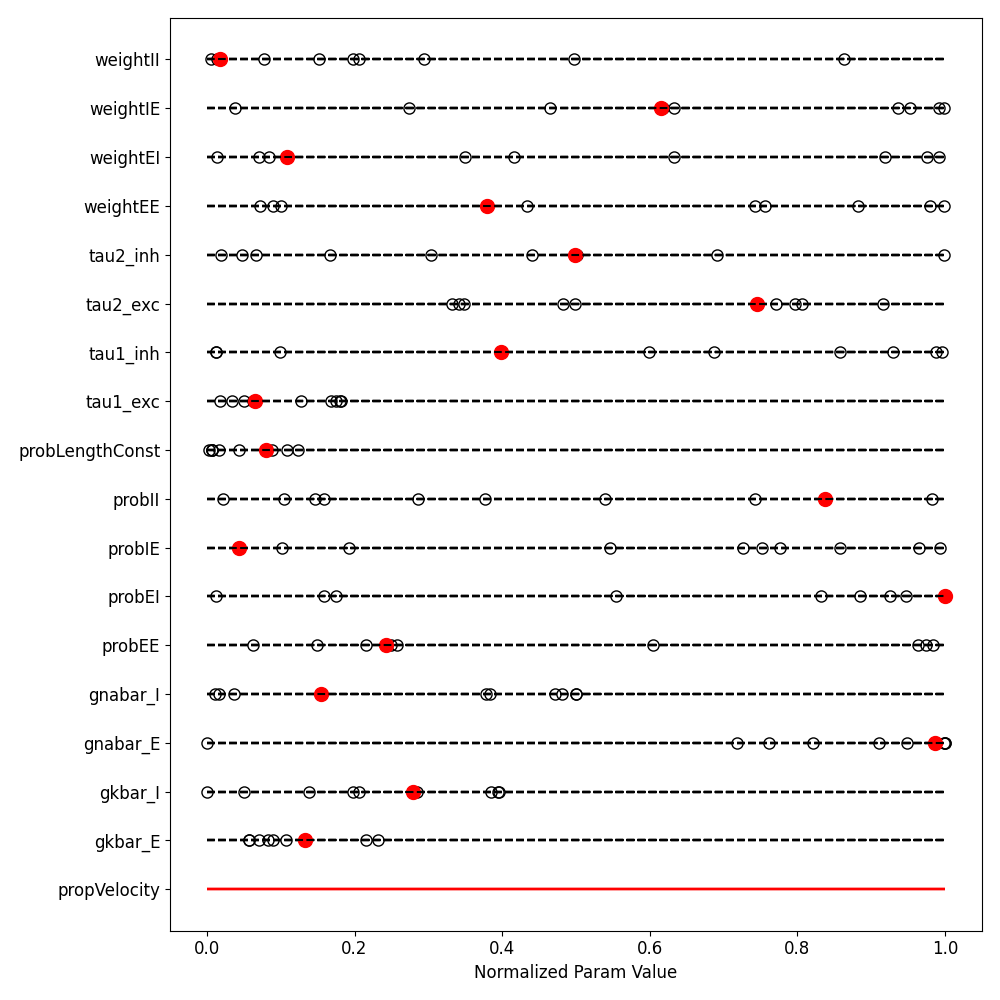 weightII
weightIE
weightEI
weightEE
tau2_inh
tau2_exc
tau1_inh
tau1_exc
probLengthConst
probII
probIE
probEI
probEE
gnabar_I
gnabar_E
gkbar_I
gkbar_E
propVelocity
0.0 0.2 0.4 0.6 0.8 1.0
Normalized Param Value